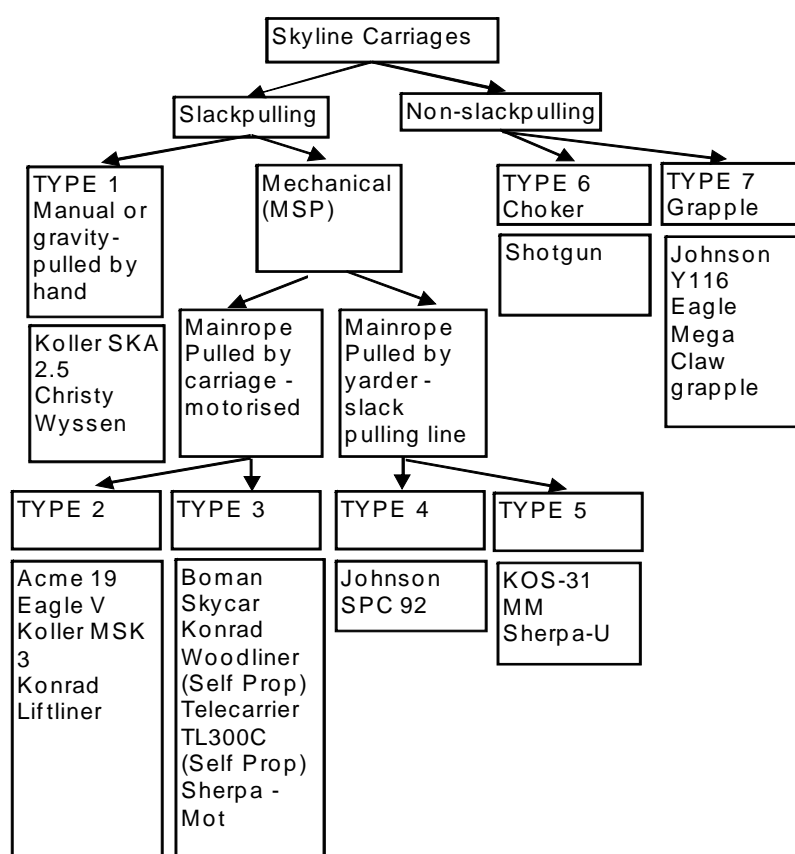 Skyline Carriages
Slackpulling
Non-slackpulling
TYPE 1
Manual or
gravity-
pulled by
hand
Mechanical
(MSP)
TYPE 6
Choker
TYPE 7
Grapple
Shotgun
Johnson
Y116
Eagle
Mega
Claw
grapple
Koller SKA
2.5
Christy
Wyssen
Mainrope
Pulled by
carriage -
motorised
Mainrope
Pulled by
yarder -
slack
pulling line
TYPE 2
TYPE 3
TYPE 4
TYPE 5
Acme 19
Eagle V
Koller MSK
3
Konrad
Liftliner
Boman
Skycar
Konrad
Woodliner
(Self Prop)
Telecarrier
TL300C
(Self Prop)
Sherpa -
Mot
Johnson
SPC 92
KOS-31
MM
Sherpa-U